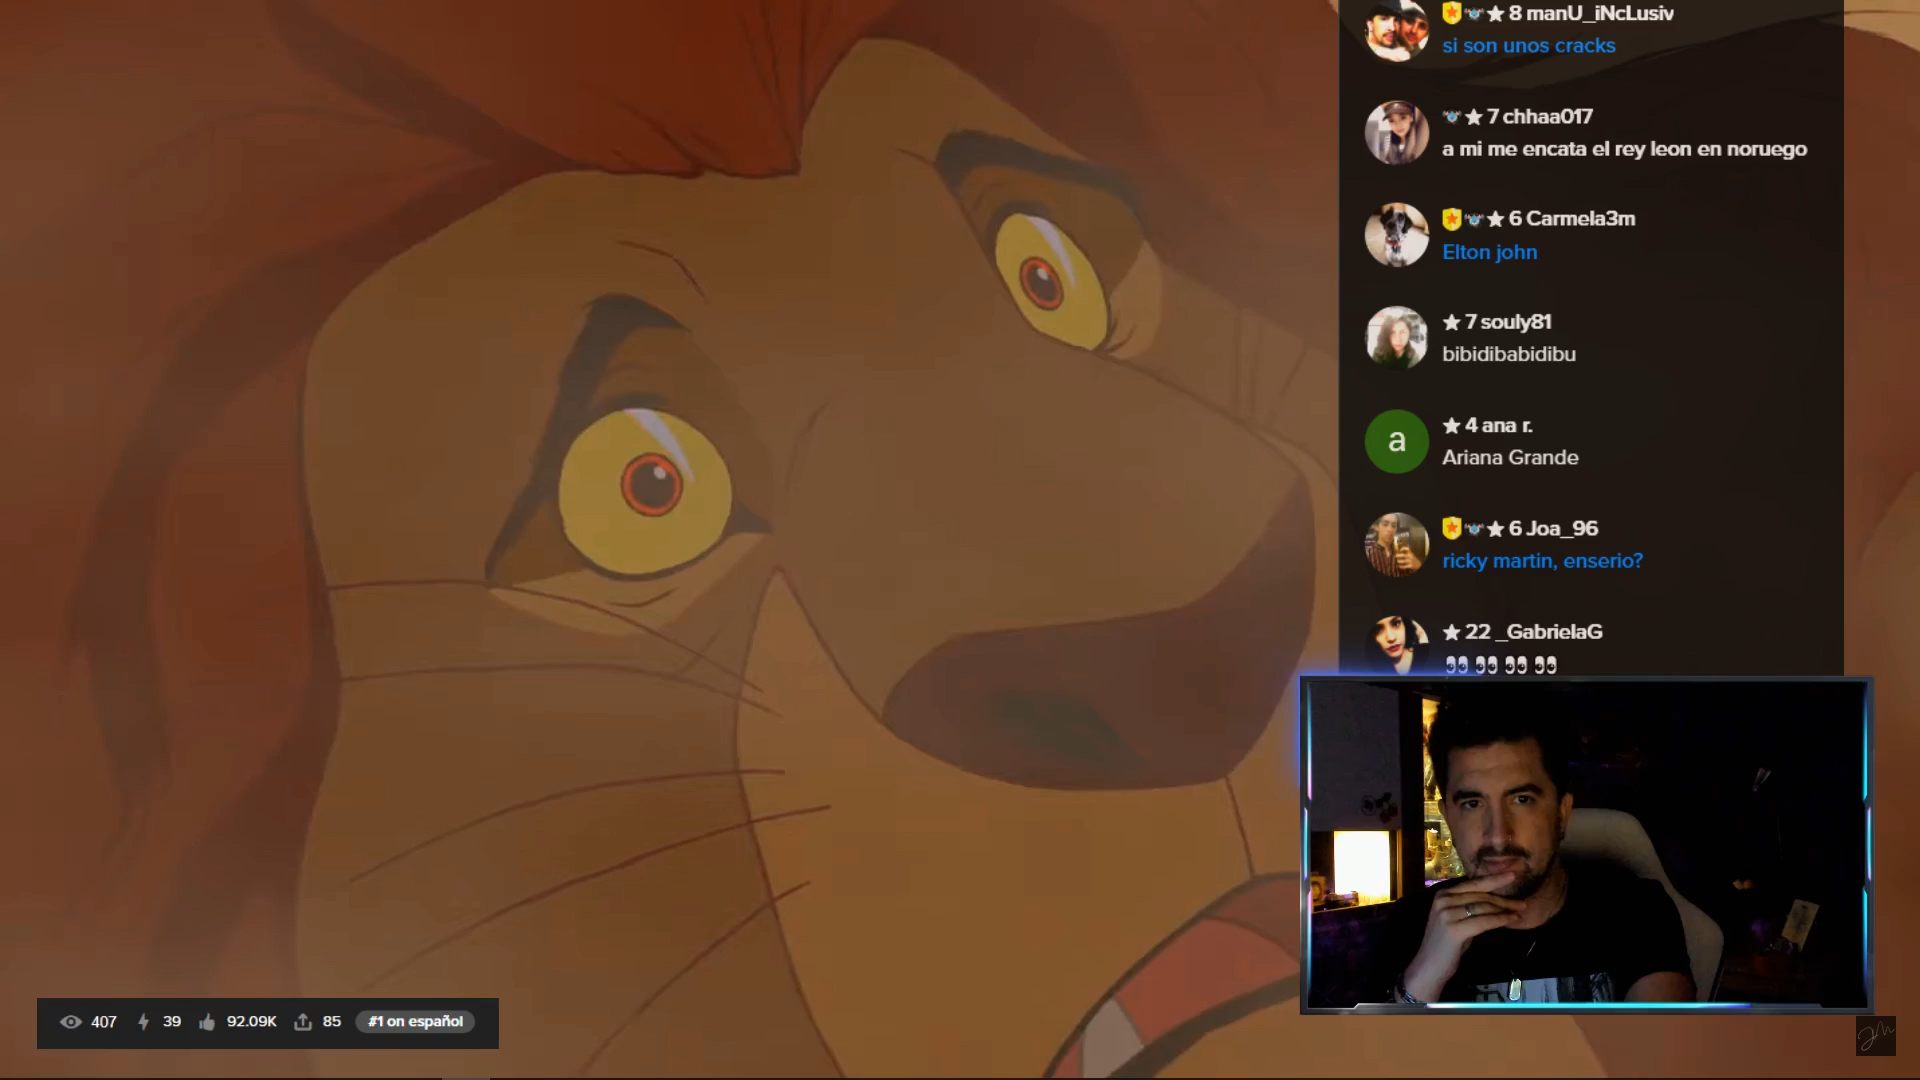 8 manU_iNcLusiv
si son unos cracks
7 chhaa017
a mi me encata el rey leon en noruego
6 Carmela3m
Elton john
7 souly81
bibidibabidibu
a
4 ana r.
Ariana Grande
6 Joa_96
ricky martin, enserio?
22 _GabrielaG
407 39 92.09K 85 #1 on español
JM